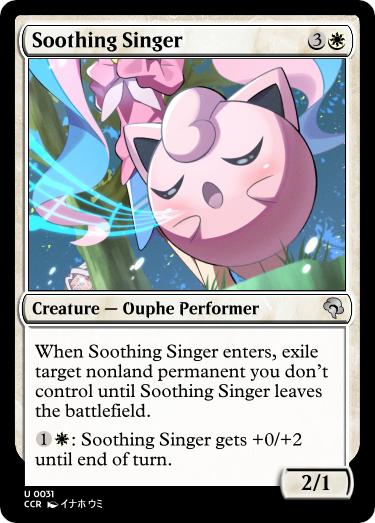 Soothing Singer 3
Creature — Ouphe Performer
When Soothing Singer enters, exile
target nonland permanent you don't
control until Soothing Singer leaves
the battlefield.
1 : Soothing Singer gets +0/+2
until end of turn.
2/1
U 0031
CCR イナホ ウミ